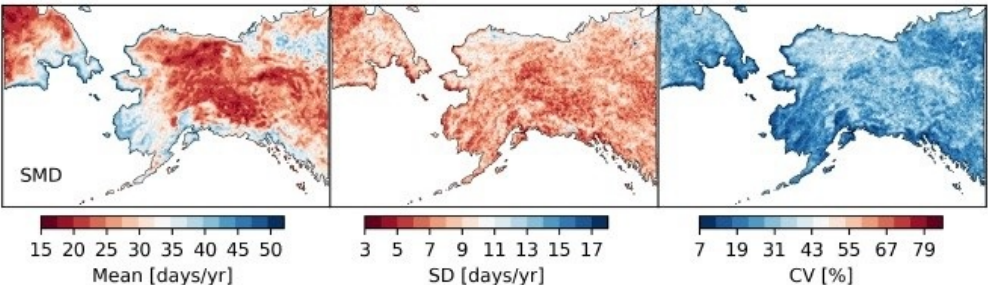 SMD
15 20 25 30 35 40 45 50
Mean [days/yr]
3 5 7 9 11 13 15 17
SD [days/yr]
7 19 31 43 55 67 79
CV [%]